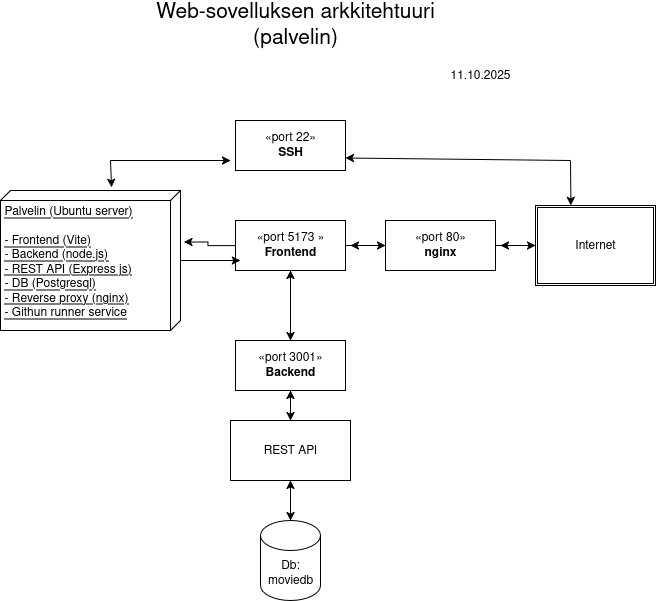 Web-sovelluksen arkkitehtuuri
(palvelin)
11.10.2025
«port 22»
SSH
Palvelin (Ubuntu server)
- Frontend (Vite)
- Backend (node.js)
- REST API (Express js)
- DB (Postgresql)
- Reverse proxy (nginx)
- Githun runner service
«port 5173 »
Frontend
«port 80»
nginx
Internet
«port 3001»
Backend
REST API
Db:
moviedb